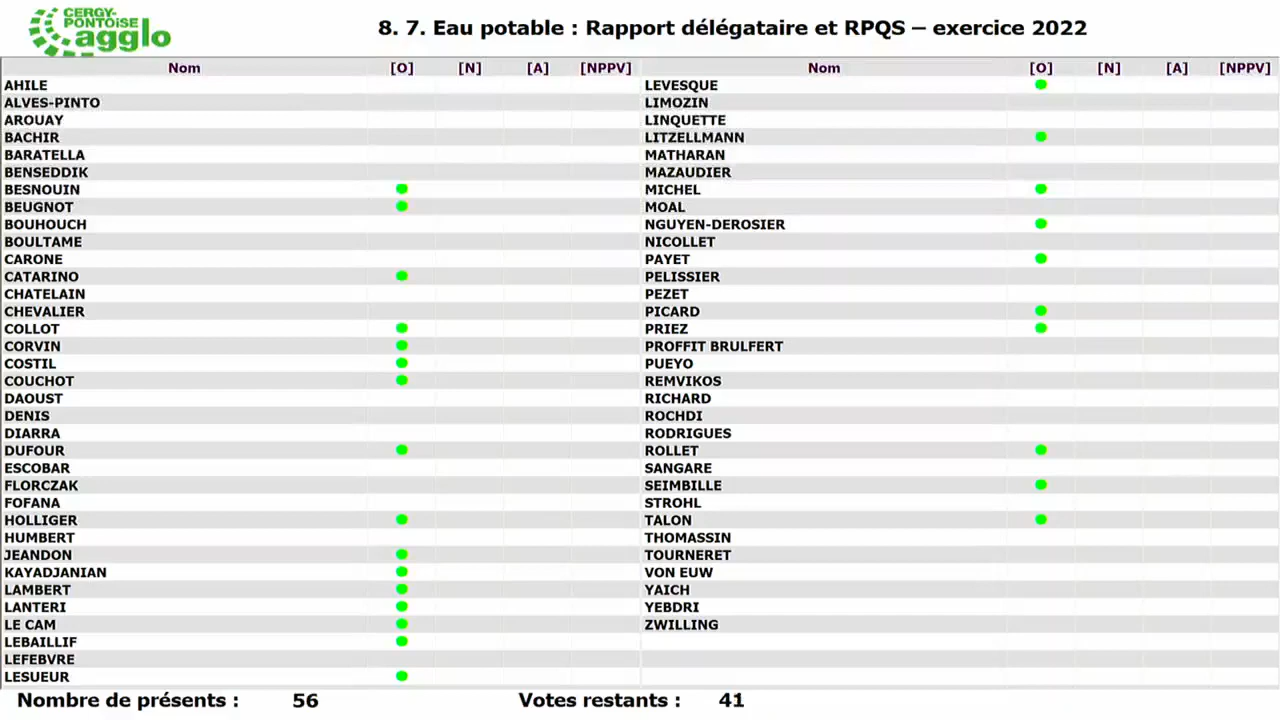 CERGY-
PONTOISE
agglo
8. 7. Eau potable : Rapport délégataire et RPQS – exercice 2022
Nom [O] [N] [A] [NPPV] Nom [O] [N] [A] [NPPV]
AHILE LEVESQUE
ALVES-PINTO LIMOZIN
AROUAY LINQUETTE
BACHIR LITZELLMANN
BARATELLA MATHARAN
BENSEDDIK MAZAUDIER
BESNOUIN MICHEL
BEUGNOT MOAL
BOUHOUCH NGUYEN-DEROSIER
BOULTAME NICOLLET
CARONE PAYET
CATARINO PELISSIER
CHATELAIN PEZET
CHEVALIER PICARD
COLLOT PRIEZ
CORVIN PROFFIT BRULFERT
COSTIL PUEYO
COUCHOT REMVIKOS
DAOUST RICHARD
DENIS ROCHDI
DIARRA RODRIGUES
DUFOUR ROLLET
ESCOBAR SANGARE
FLORCZAK SEIMBILLE
FOFANA STROHL
HOLLIGER TALON
HUMBERT THOMASSIN
JEANDON TOURNERET
KAYADJANIAN VON EUW
LAMBERT YAICH
LANTERI YEBDRI
LE CAM ZWILLING
LEBAILLIF
LEFEBVRE
LESUEUR
Nombre de présents : 56 Votes restants : 41